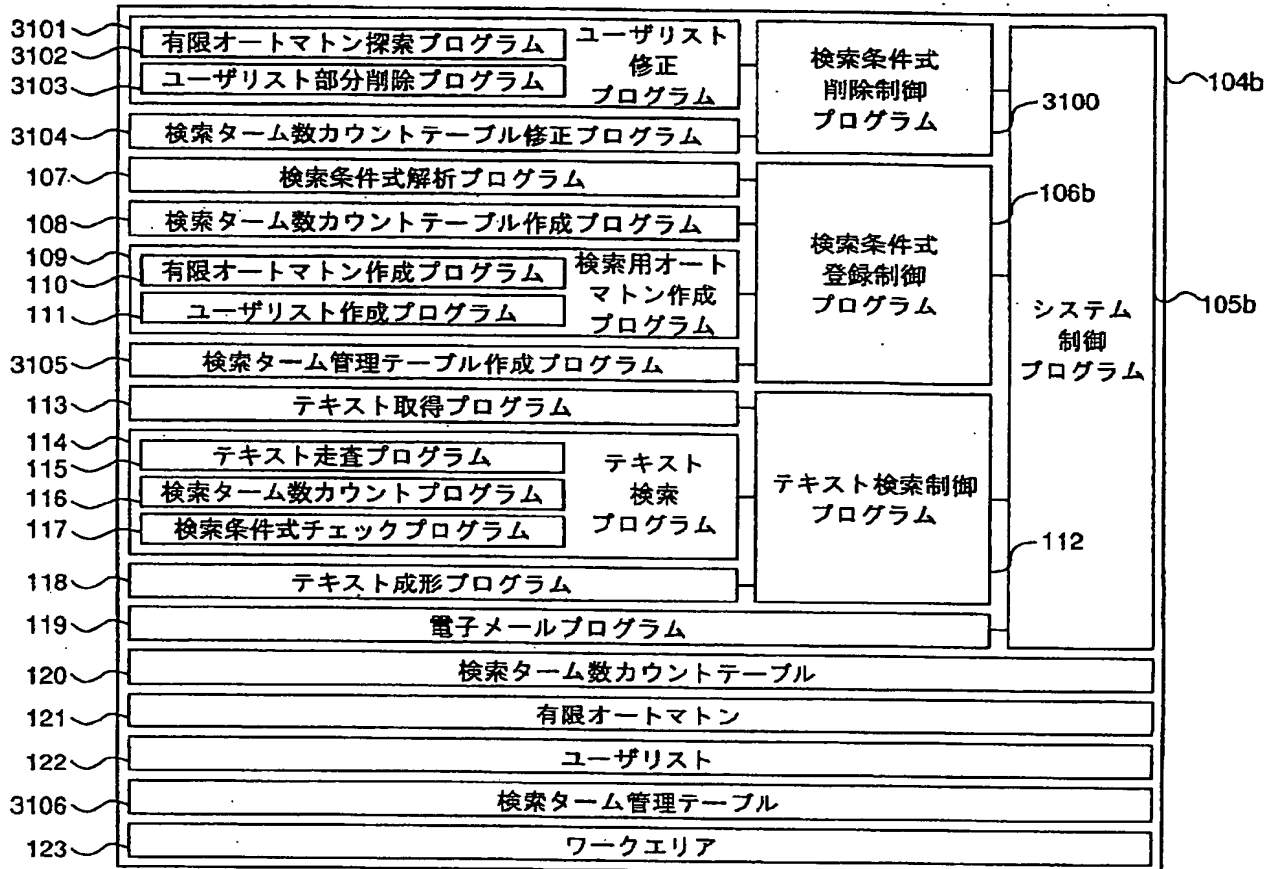 3101
3102
有限オートマトン探索プログラム
3103
ユーザリスト部分削除プログラム
ユーザリスト
修正
プログラム
3104
検索ターム数カウントテーブル修正プログラム
検索条件式
削除制御
プログラム
3100
104b
107
検索条件式解析プログラム
108
検索ターム数カウントテーブル作成プログラム
109
110
有限オートマトン作成プログラム
111
ユーザリスト作成プログラム
検索用オート
マトン作成
プログラム
3105
検索ターム管理テーブル作成プログラム
検索条件式
登録制御
プログラム
106b
システム
制御
プログラム
105b
113
テキスト取得プログラム
114
115
テキスト走査プログラム
116
検索ターム数カウントプログラム
117
検索条件式チェックプログラム
テキスト
検索
プログラム
118
テキスト成形プログラム
テキスト検索制御
プログラム
112
119
電子メールプログラム
120
検索ターム数カウントテーブル
121
有限オートマトン
122
ユーザリスト
3106
検索ターム管理テーブル
123
ワークエリア